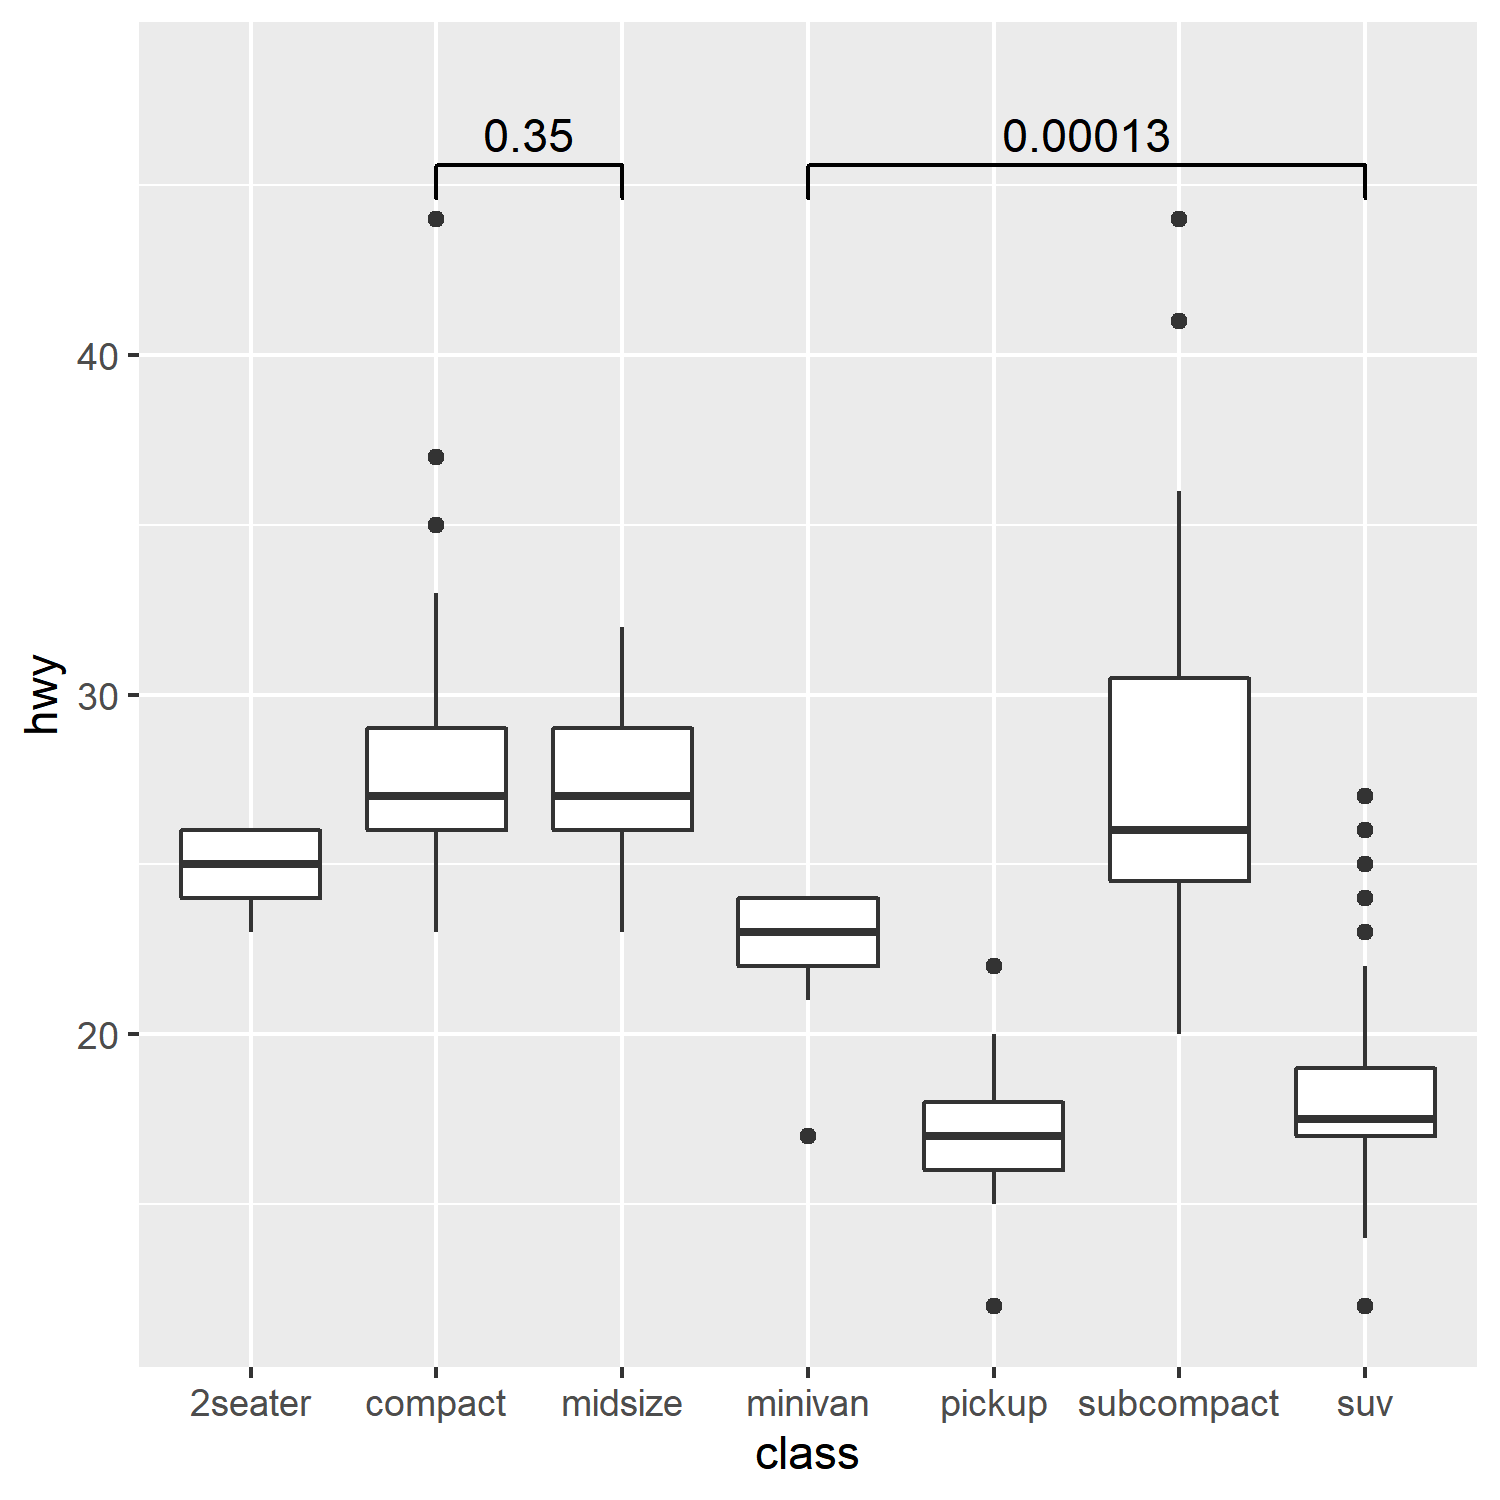 0.35 0.00013
40
30
20
hwy
2seater compact midsize minivan pickup subcompact suv
class